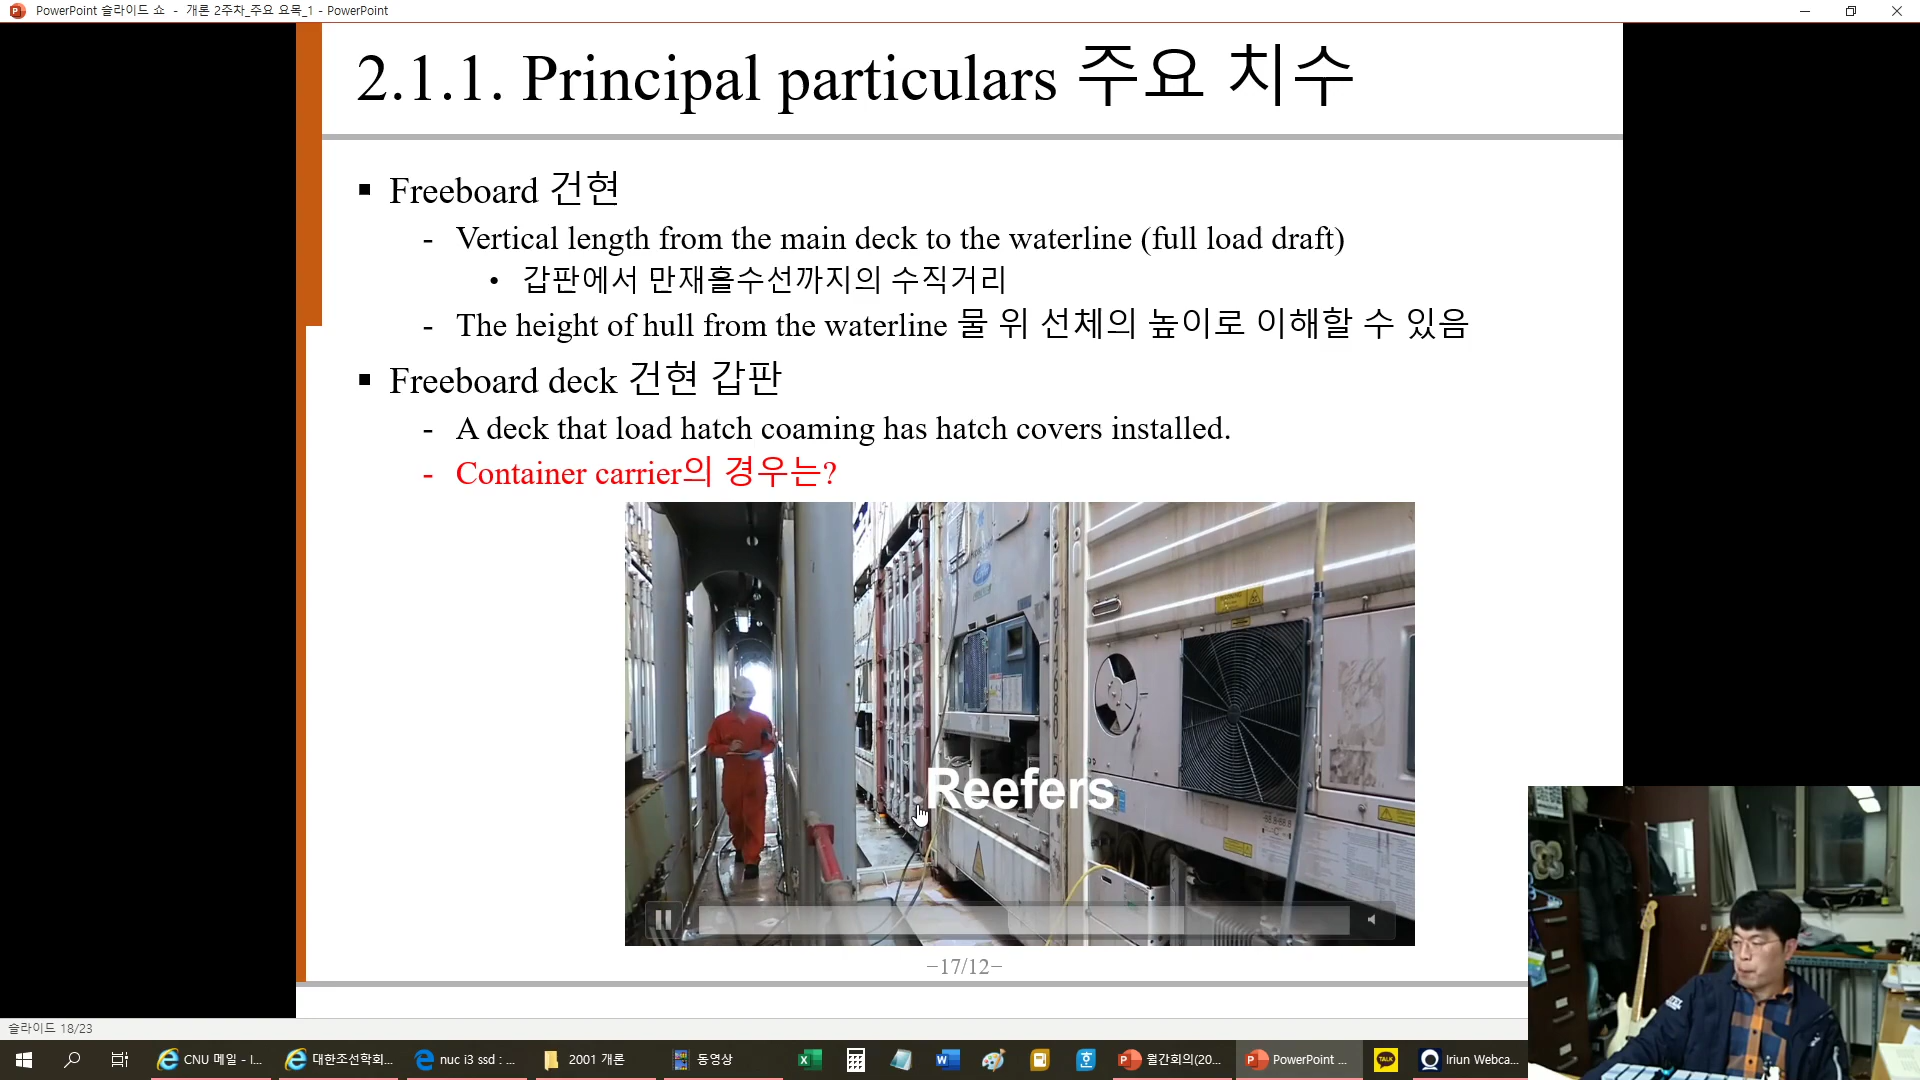 PowerPoint 슬라이드 쇼 - 개론 2주차_주요 요목_1 - PowerPoint
2.1.1. Principal particulars 주요 치수
▪ Freeboard 건현
- Vertical length from the main deck to the waterline (full load draft)
• 갑판에서 만재흘수선까지의 수직거리
- The height of hull from the waterline 물 위 선체의 높이로 이해할 수 있음
▪ Freeboard deck 건현 갑판
- A deck that load hatch coaming has hatch covers installed.
- Container carrier의 경우는?
Reefers
−17/12−
슬라이드 18/23
CNU 메일 - I...
대한조선학회...
nuc i3 ssd : ...
2001 개론
동영상
월간회의(20...
PowerPoint ...
TALK
Iriun Webca...